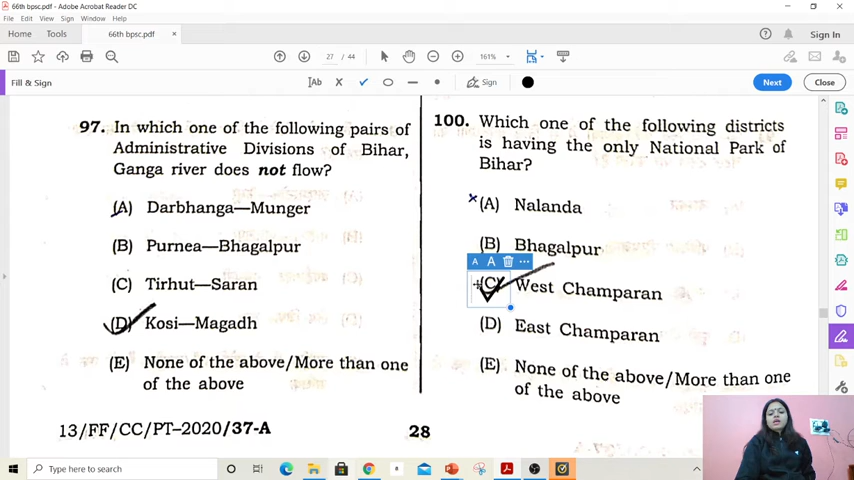 66th bpsc.pdf - Adobe Acrobat Reader DC
File Edit View Sign Window Help
Home Tools 66th bpsc.pdf × Sign In
27 / 44 161%
Fill & Sign Ab Sign Next Close
97. In which one of the following pairs of
Administrative Divisions of Bihar,
Ganga river does not flow?
(A) Darbhanga—Munger
(B) Purnea—Bhagalpur
(C) Tirhut—Saran
(D) Kosi—Magadh
(E) None of the above/More than one
of the above
13/FF/CC/PT–2020/37-A
28
100. Which one of the following districts
is having the only National Park of
Bihar?
(A) Nalanda
(B) Bhagalpur
A A
(C) West Champaran
(D) East Champaran
(E) None of the above/More than one
of the above
Type here to search